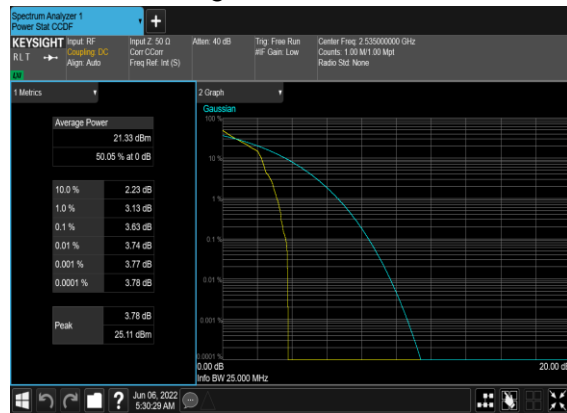 Spectrum Analyzer 1
Power Stat CCDF
+
KEYSIGHT
RLT
LW
Input: RF
Coupling: DC
Align: Auto
Input Z: 50 Ω
Corr CCorr
Freq Ref: Int (S)
Atten: 40 dB
Trig: Free Run
#IF Gain: Low
Center Freq: 2.535000000 GHz
Counts: 1.00 M/1.00 Mpt
Radio Std: None
1 Metrics
Average Power
21.33 dBm
50.05 % at 0 dB
10.0 % 2.23 dB
1.0 % 3.13 dB
0.1 % 3.63 dB
0.01 % 3.74 dB
0.001 % 3.77 dB
0.0001 % 3.78 dB
Peak
3.78 dB
25.11 dBm
2 Graph
Gaussian
100 %
10 %
1 %
0.1 %
0.01 %
0.001 %
0.0001 %
0.00 dB
20.00 dB
Info BW 25.000 MHz
?
Jun 06, 2022
5:30:29 AM